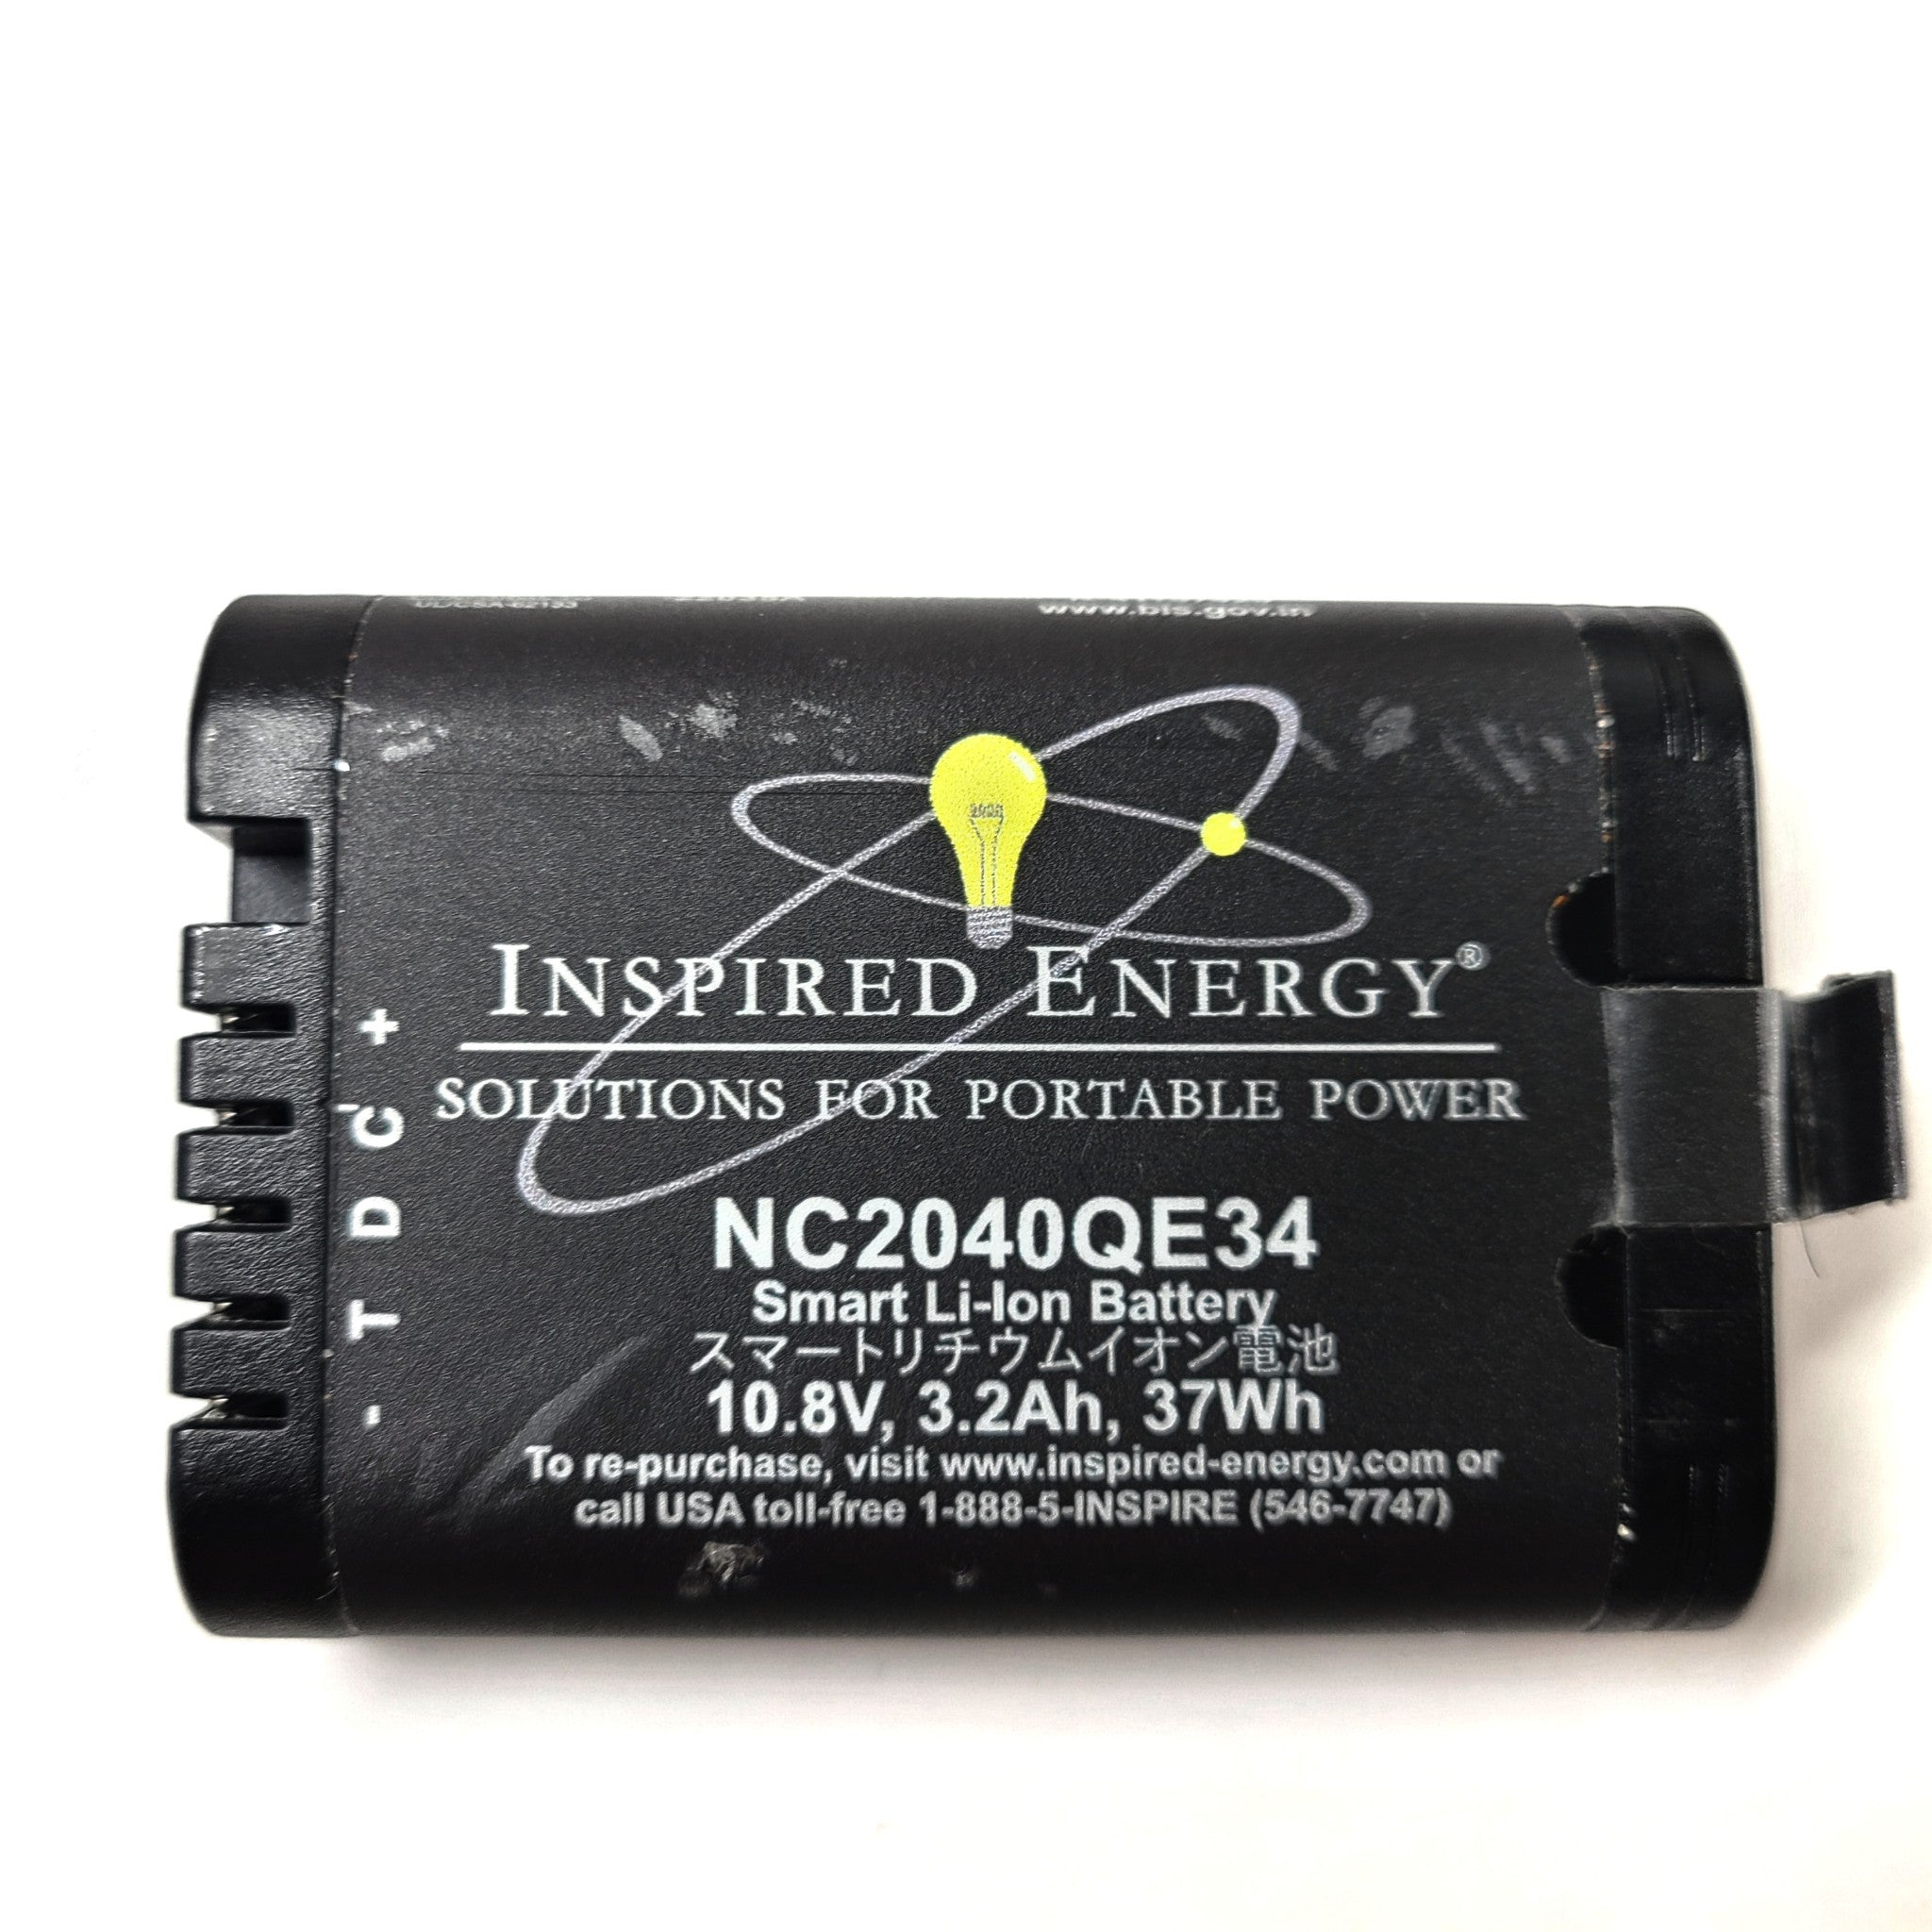 www.bis.gov.in
INSPIRED ENERGY®
SOLUTIONS FOR PORTABLE POWER
+
C
D
T
-
NC2040QE34
Smart Li-Ion Battery
スマートリチウムイオン電池
10.8V, 3.2Ah, 37Wh
To re-purchase, visit www.inspired-energy.com or
call USA toll-free 1-888-5-INSPIRE (546-7747)